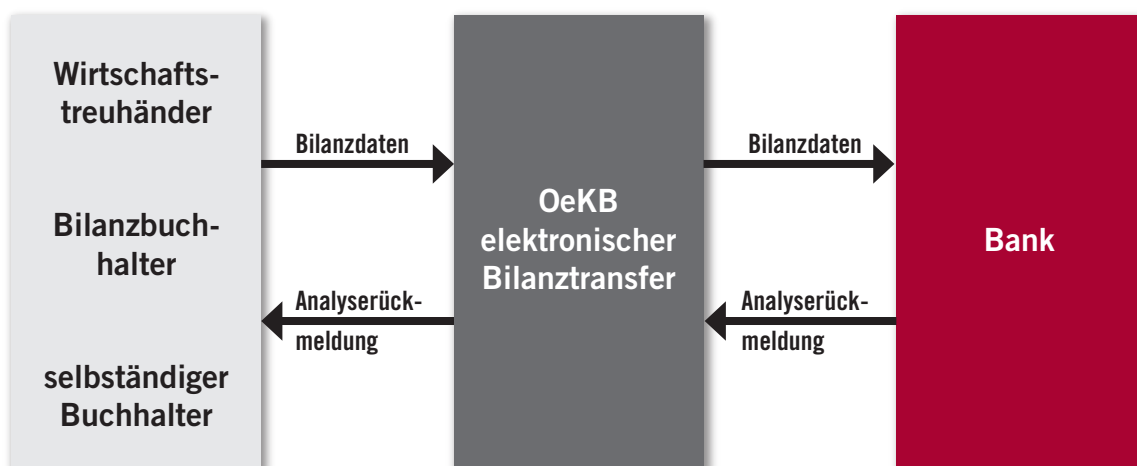 Wirtschafts-
treuhänder
Bilanzbuch-
halter
selbständiger
Buchhalter
Bilanzdaten
Analyserück-
meldung
OeKB
elektronischer
Bilanztransfer
Bilanzdaten
Analyserück-
meldung
Bank